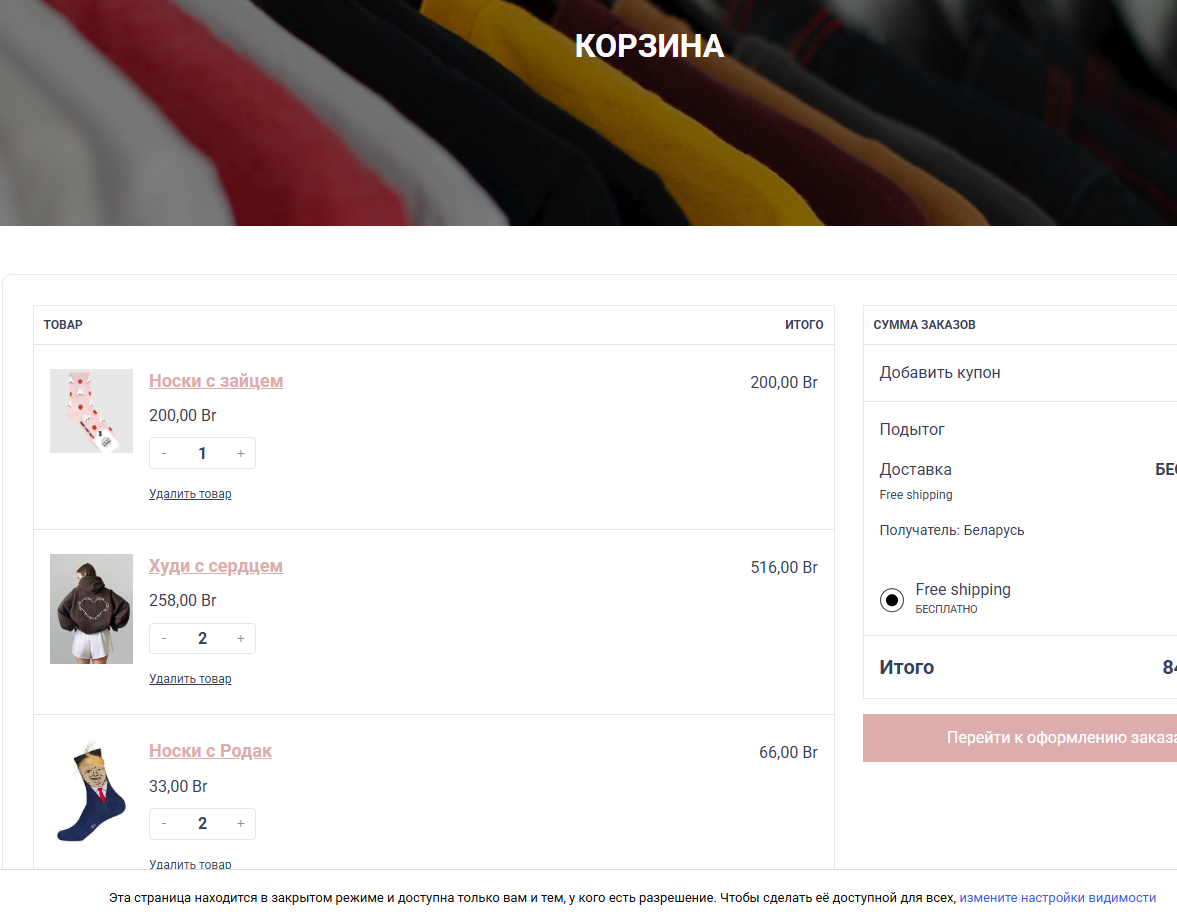 КОРЗИНА
ТОВАР
ИТОГО
Носки с зайцем
200,00 Br
200,00 Br
- 1 +
Удалить товар
Худи с сердцем
516,00 Br
258,00 Br
- 2 +
Удалить товар
Носки с Родак
66,00 Br
33,00 Br
- 2 +
Удалить товар
СУММА ЗАКАЗОВ
Добавить купон
Подытог
Доставка
Free shipping
Получатель: Беларусь
Free shipping
БЕСПЛАТНО
Итого
Перейти к оформлению заказа
Эта страница находится в закрытом режиме и доступна только вам и тем, у кого есть разрешение. Чтобы сделать её доступной для всех, измените настройки видимости